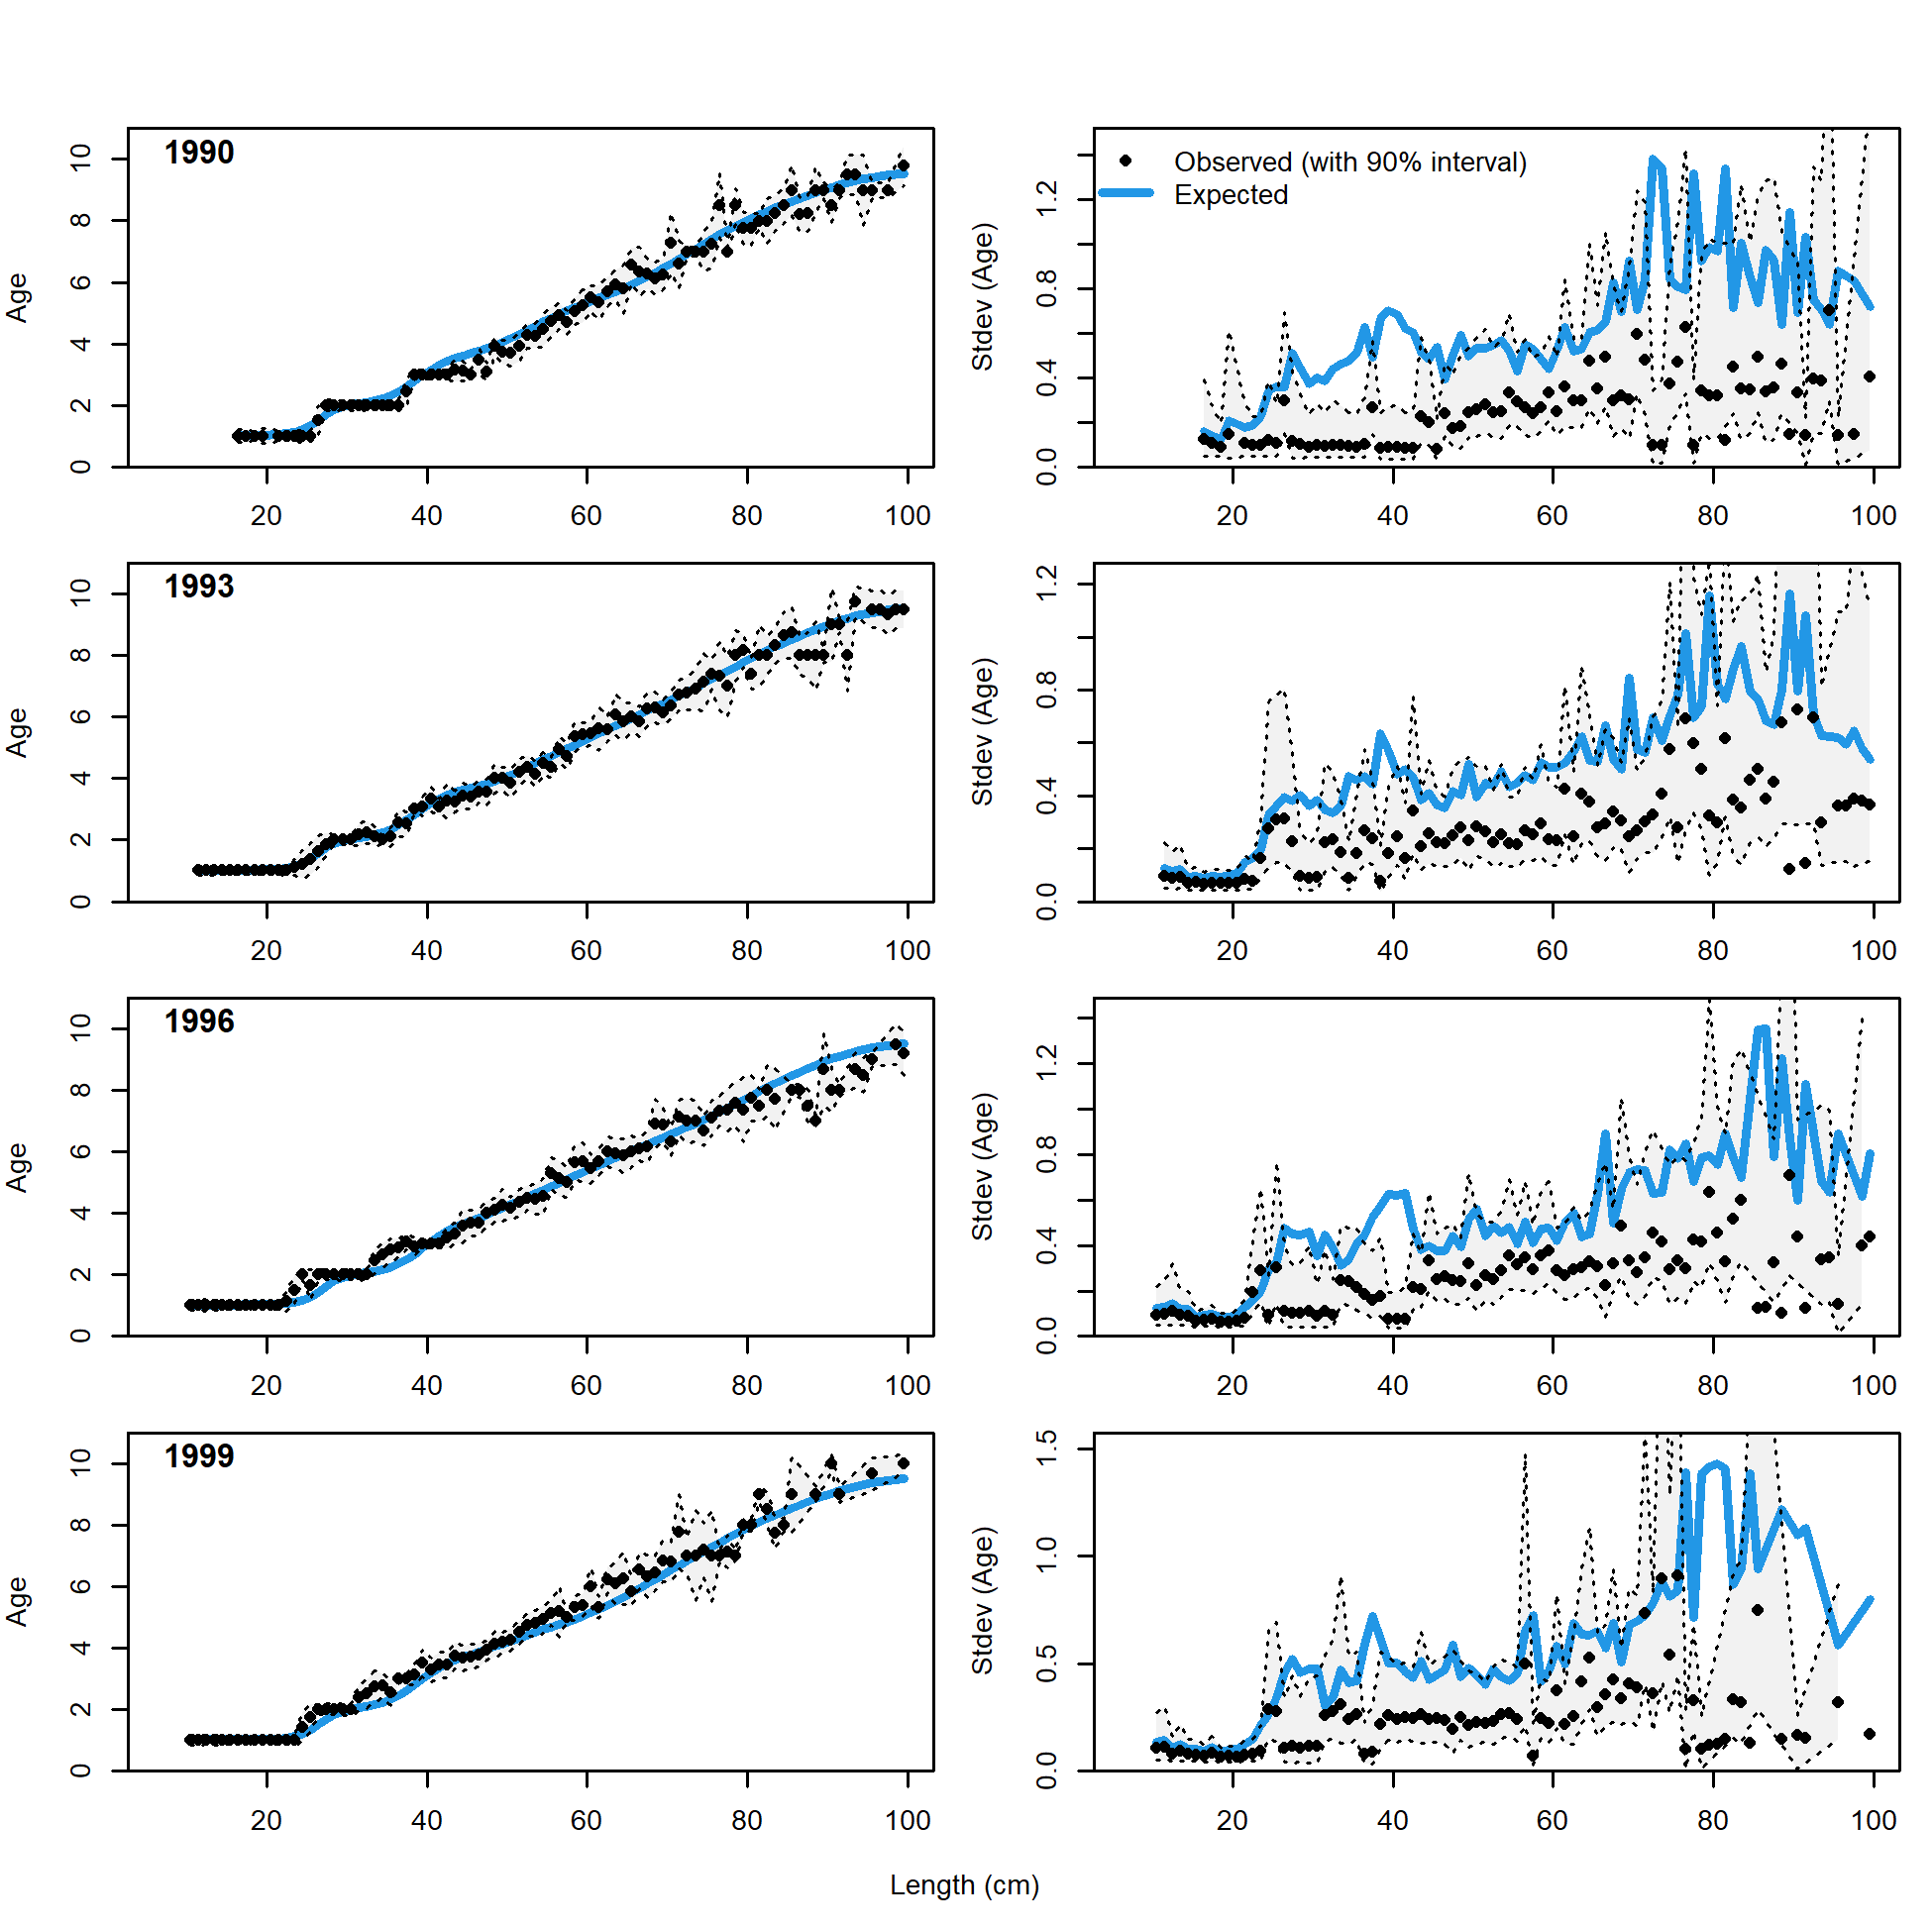 1990
Age
0 2 4 6 8 10
20 40 60 80 100
Observed (with 90% interval)
Expected
Stdev (Age)
0.0 0.4 0.8 1.2
20 40 60 80 100
1993
Age
0 2 4 6 8 10
20 40 60 80 100
Stdev (Age)
0.0 0.4 0.8 1.2
20 40 60 80 100
1996
Age
0 2 4 6 8 10
20 40 60 80 100
Stdev (Age)
0.0 0.4 0.8 1.2
20 40 60 80 100
1999
Age
0 2 4 6 8 10
20 40 60 80 100
Stdev (Age)
0.0 0.5 1.0 1.5
20 40 60 80 100
Length (cm)